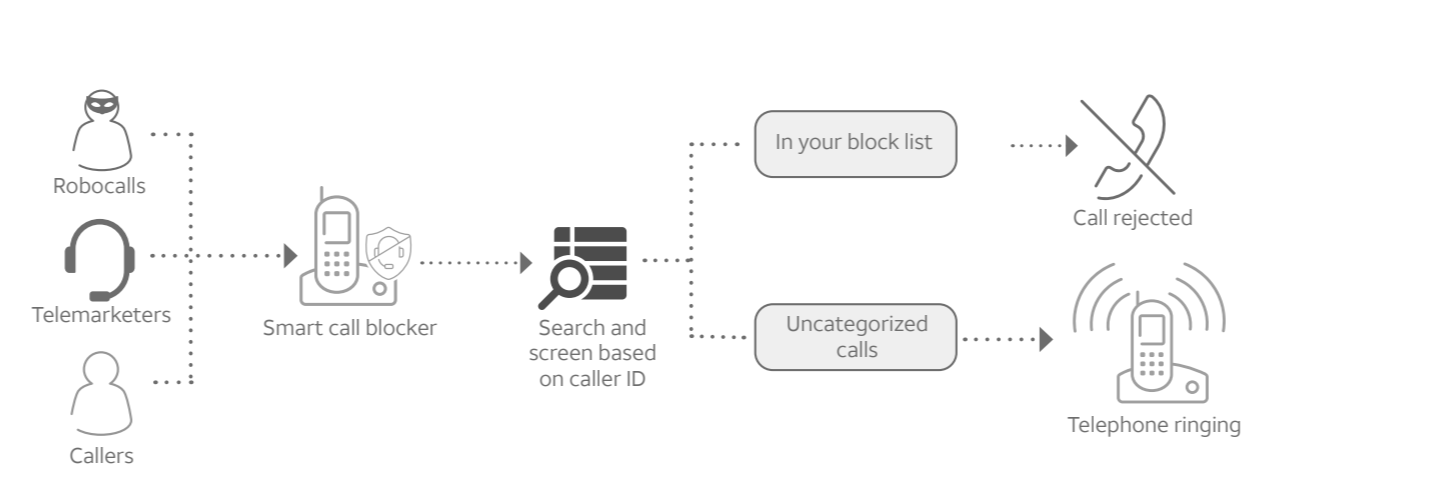 Robocalls
Telemarketers
Callers
Smart call blocker
Search and
screen based
on caller ID
In your block list
Uncategorized
calls
Call rejected
Telephone ringing